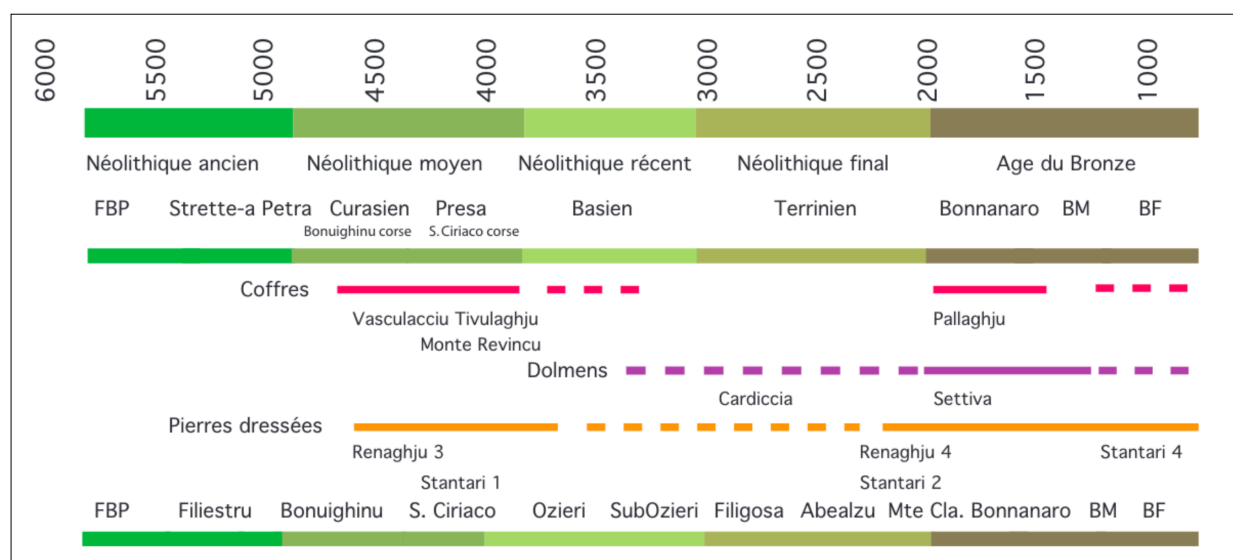 6000 5500 5000 4500 4000 3500 3000 2500 2000 1500 1000
Néolithique ancien Néolithique moyen Néolithique récent Néolithique final Age du Bronze
FBP Strette-a Petra Curasien Presa Basien Terrinien Bonnanaro BM BF
Bonuighinu corse S. Ciriaco corse
Coffres
Vasculacciu Tivulaghju Pallaghju
Monte Revincu
Dolmens
Cardiccia Settiva
Pierres dressées
Renaghju 3 Renaghju 4 Stantari 4
Stantari 1 Stantari 2
FBP Filiestru Bonuighinu S. Ciriaco Ozieri SubOzieri Filigosa Abealzu Mte Cla. Bonnanaro BM BF